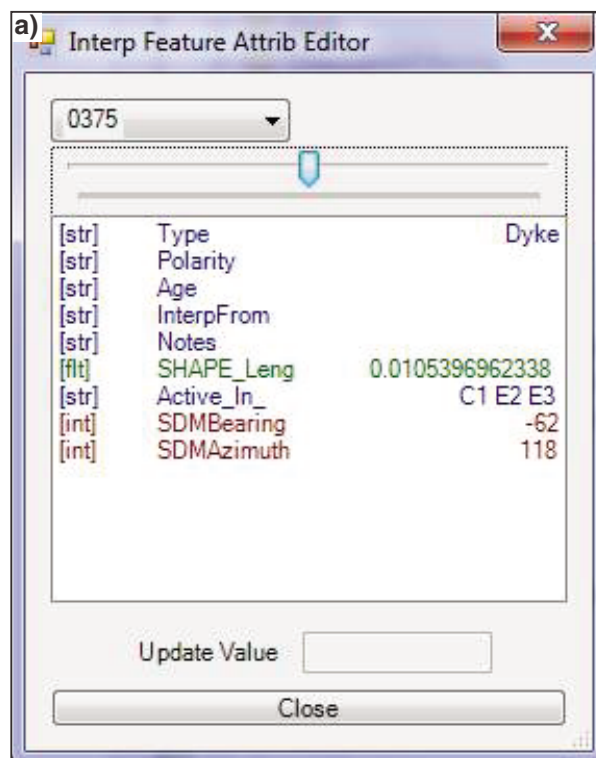 a)
Interp Feature Attrib Editor
0375
[str] Type Dyke
[str] Polarity
[str] Age
[str] InterpFrom
[str] Notes
[flt] SHAPE_Leng 0.0105396962338
[str] Active_In_ C1 E2 E3
[int] SDMBearing -62
[int] SDMAzimuth 118
Update Value
Close